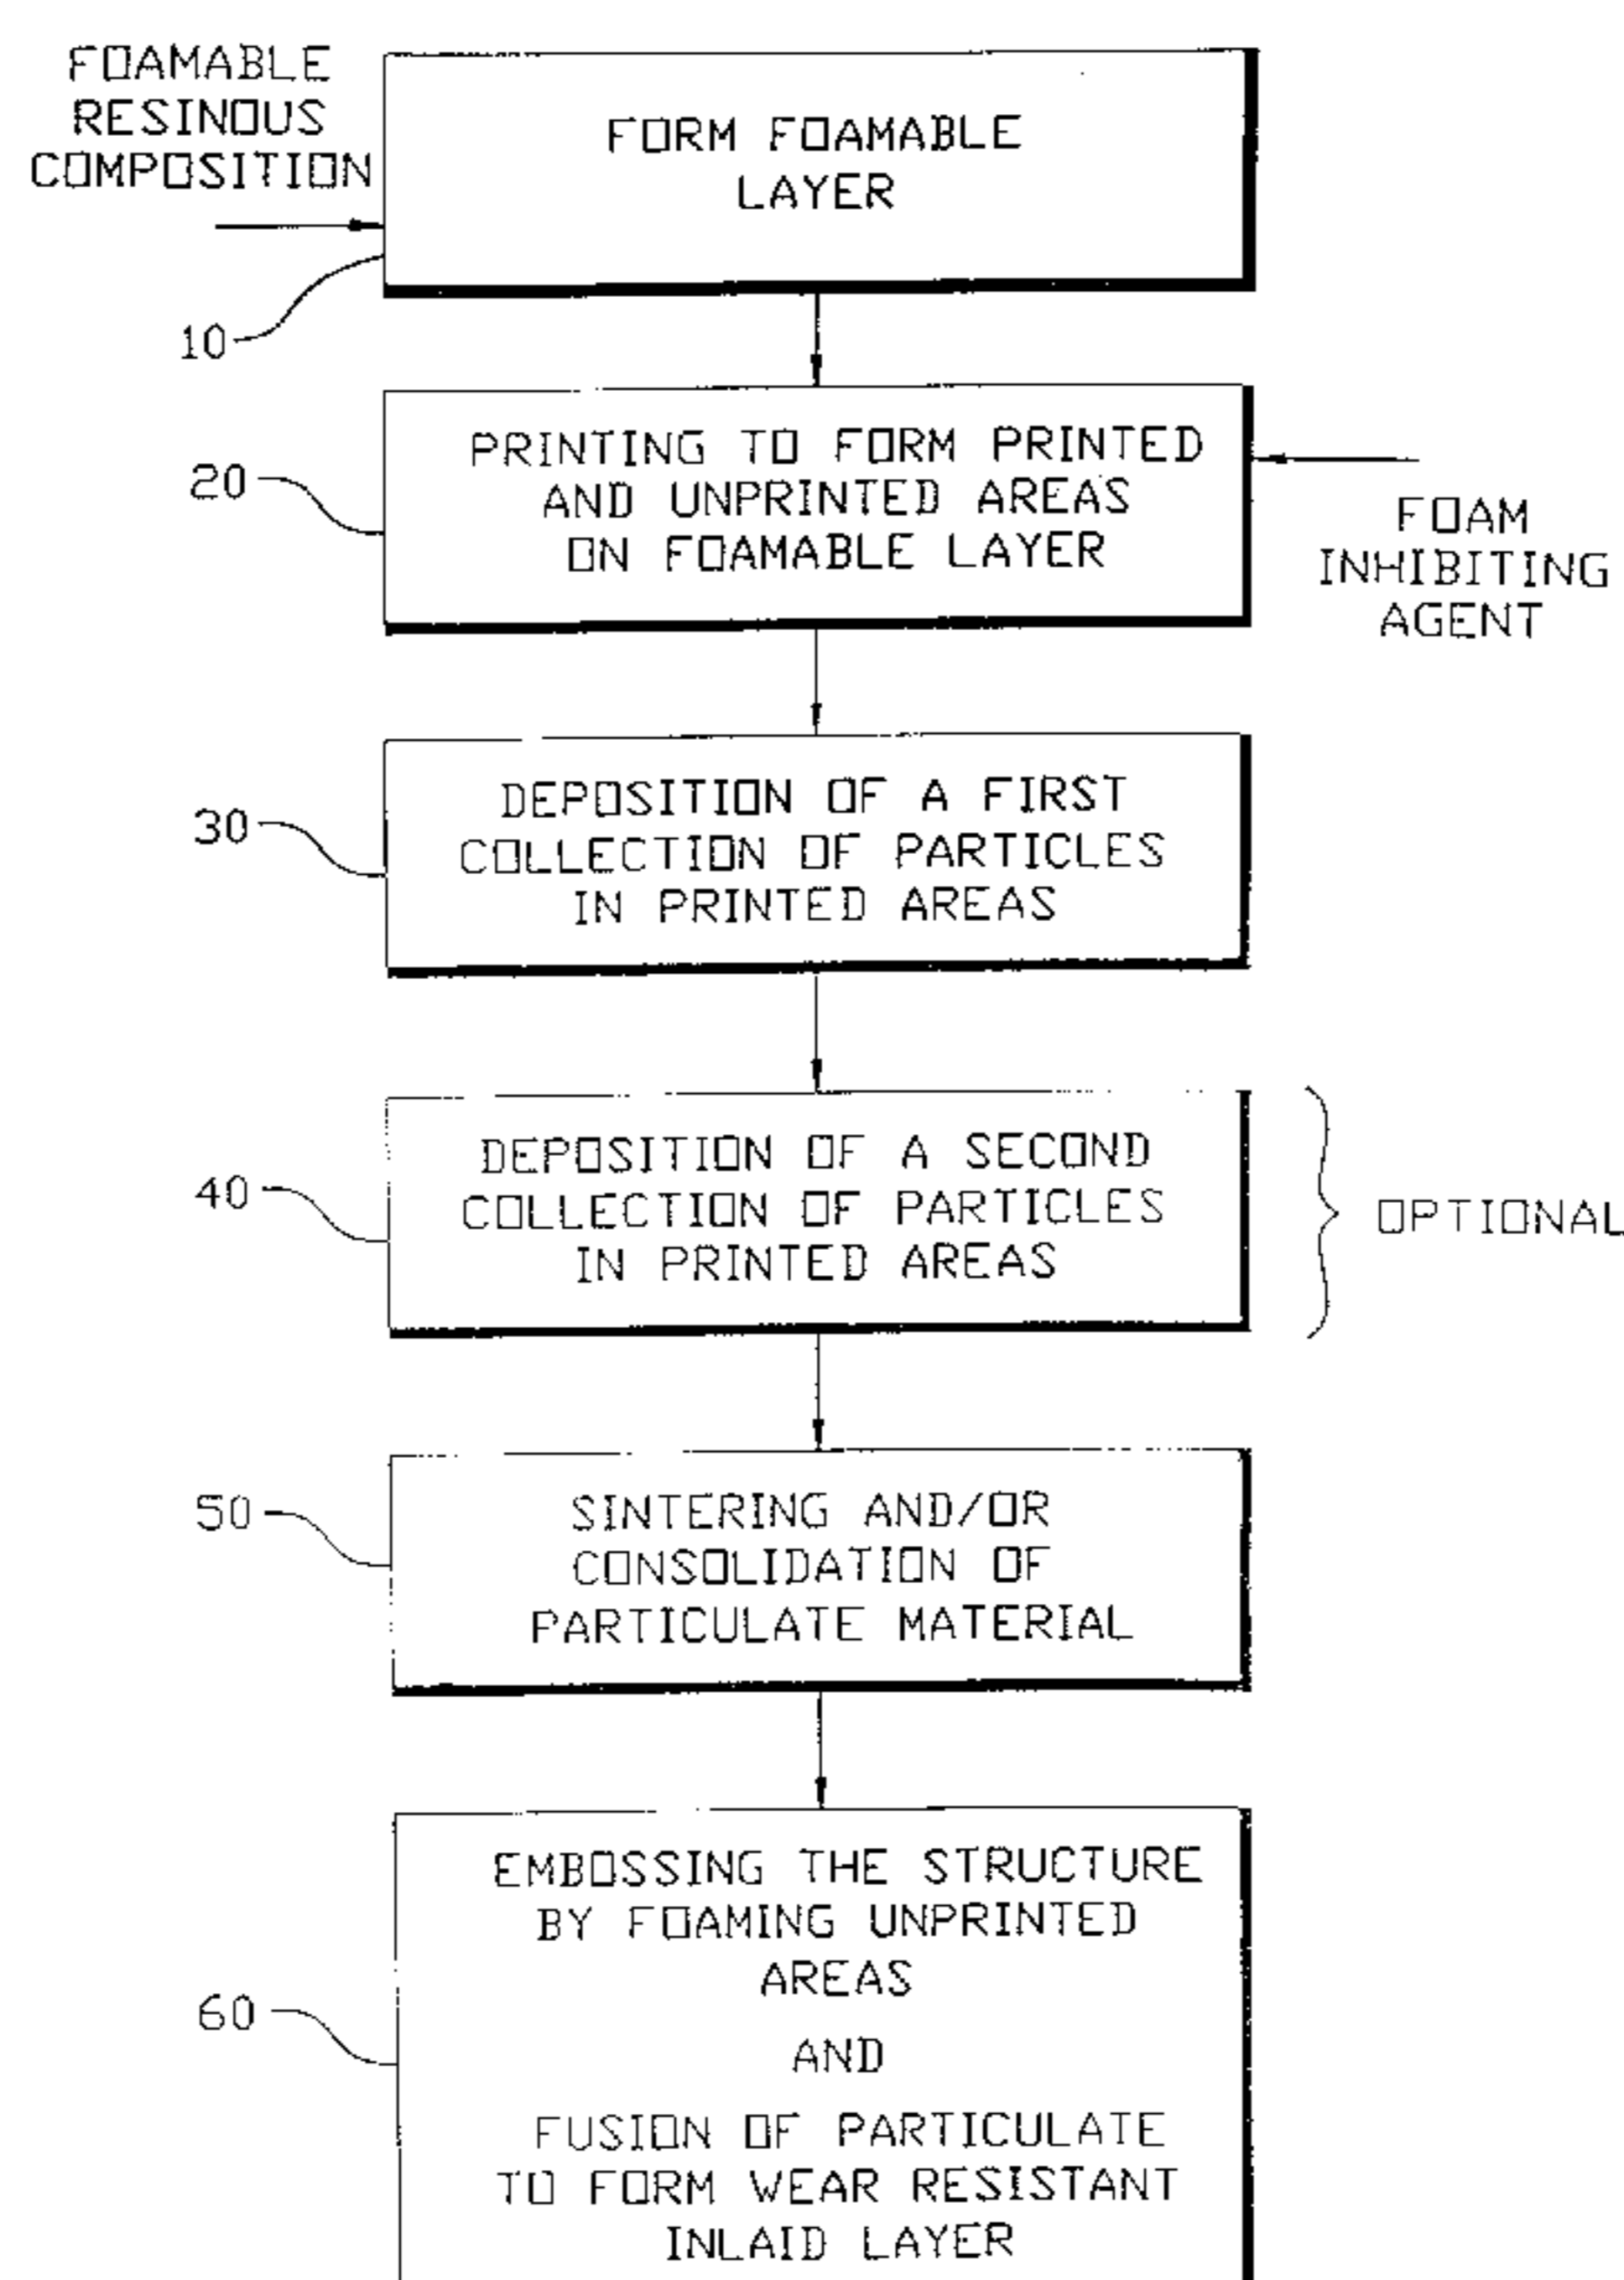 FOAMABLE
RESINOUS
COMPOSITION
FORM FOAMABLE
LAYER
10
PRINTING TO FORM PRINTED
AND UNPRINTED AREAS
ON FOAMABLE LAYER
20
FOAM
INHIBITING
AGENT
DEPOSITION OF A FIRST
COLLECTION OF PARTICLES
IN PRINTED AREAS
30
DEPOSITION OF A SECOND
COLLECTION OF PARTICLES
IN PRINTED AREAS
40
OPTIONAL
SINTERING AND/OR
CONSOLIDATION OF
PARTICULATE MATERIAL
50
EMBOSSING THE STRUCTURE
BY FOAMING UNPRINTED
AREAS
AND
FUSION OF PARTICULATE
TO FORM WEAR RESISTANT
INLAID LAYER
60